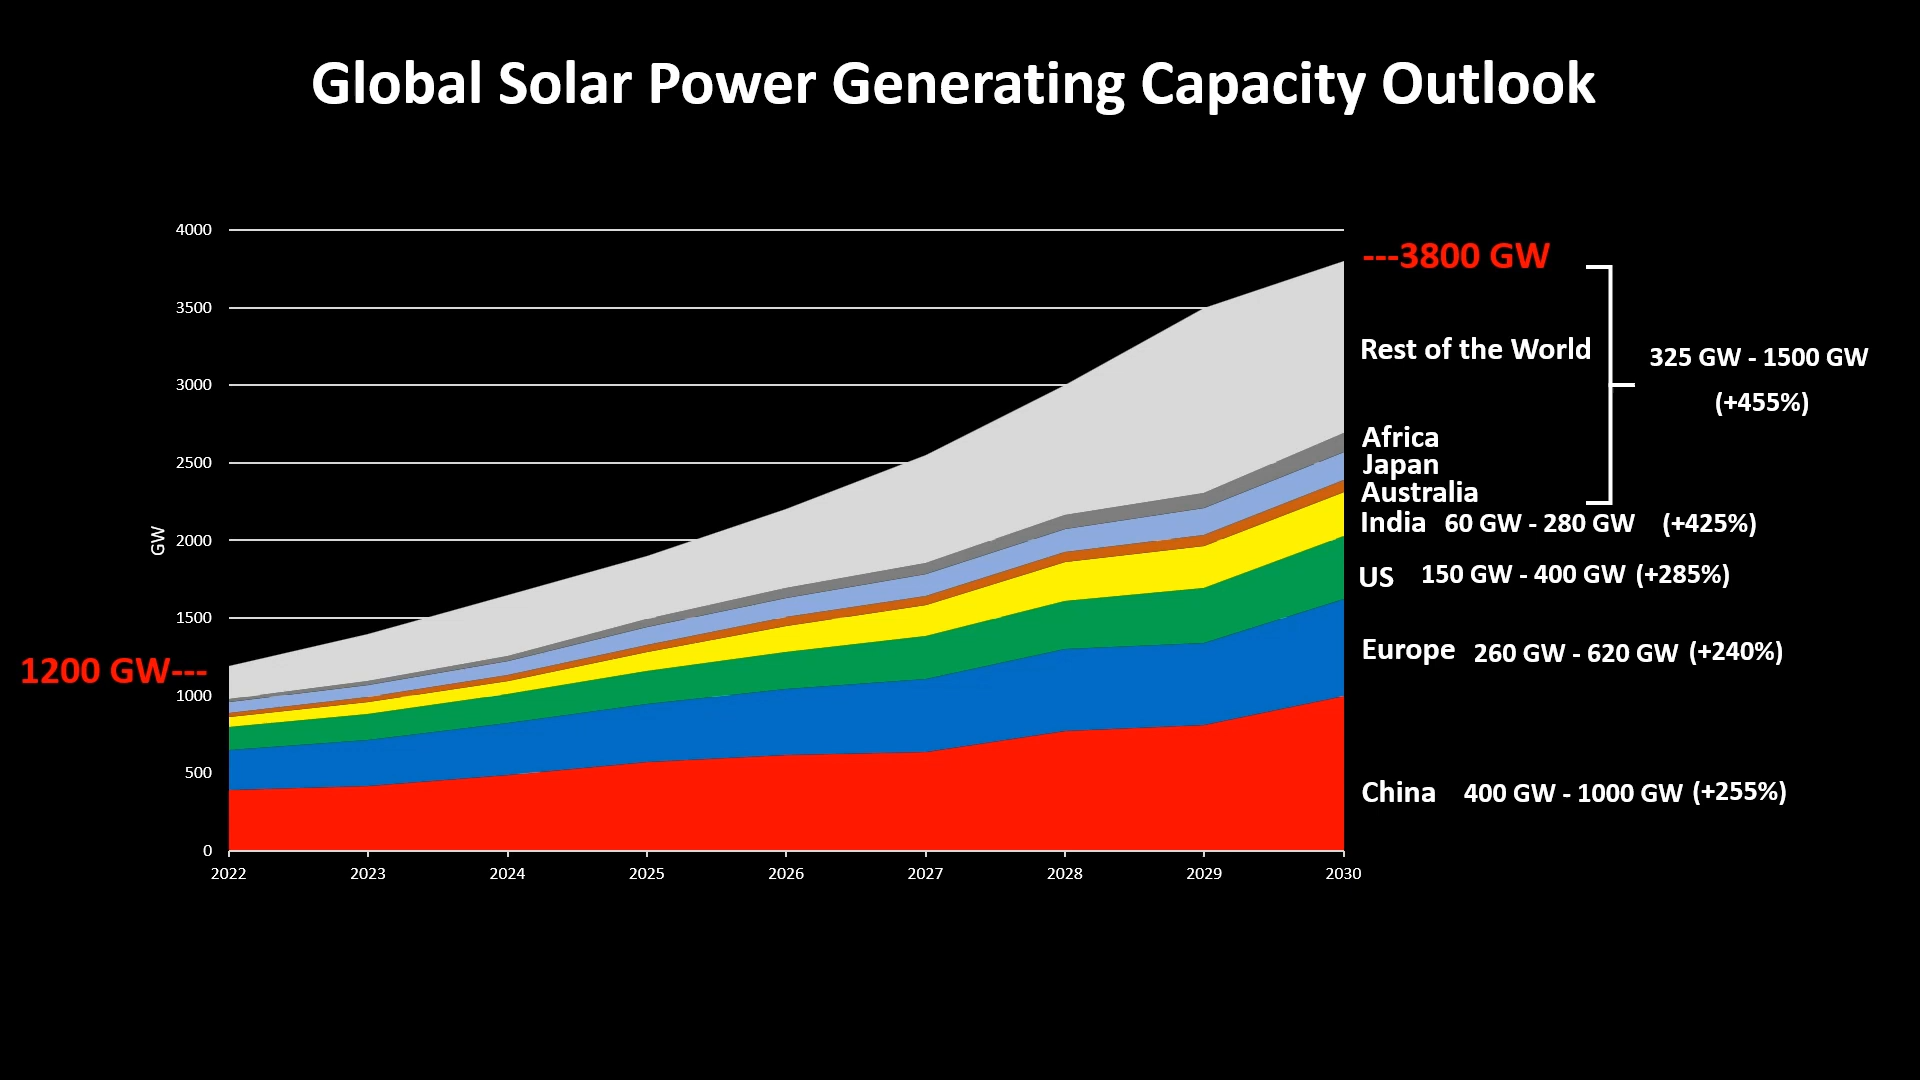 Global Solar Power Generating Capacity Outlook
4000
3500
3000
2500
2000
1500
1000
500
0
GW
1200 GW---
2022 2023 2024 2025 2026 2027 2028 2029 2030
---3800 GW
Rest of the World
Africa
Japan
Australia
325 GW - 1500 GW
(+455%)
India 60 GW - 280 GW (+425%)
US 150 GW - 400 GW (+285%)
Europe 260 GW - 620 GW (+240%)
China 400 GW - 1000 GW (+255%)